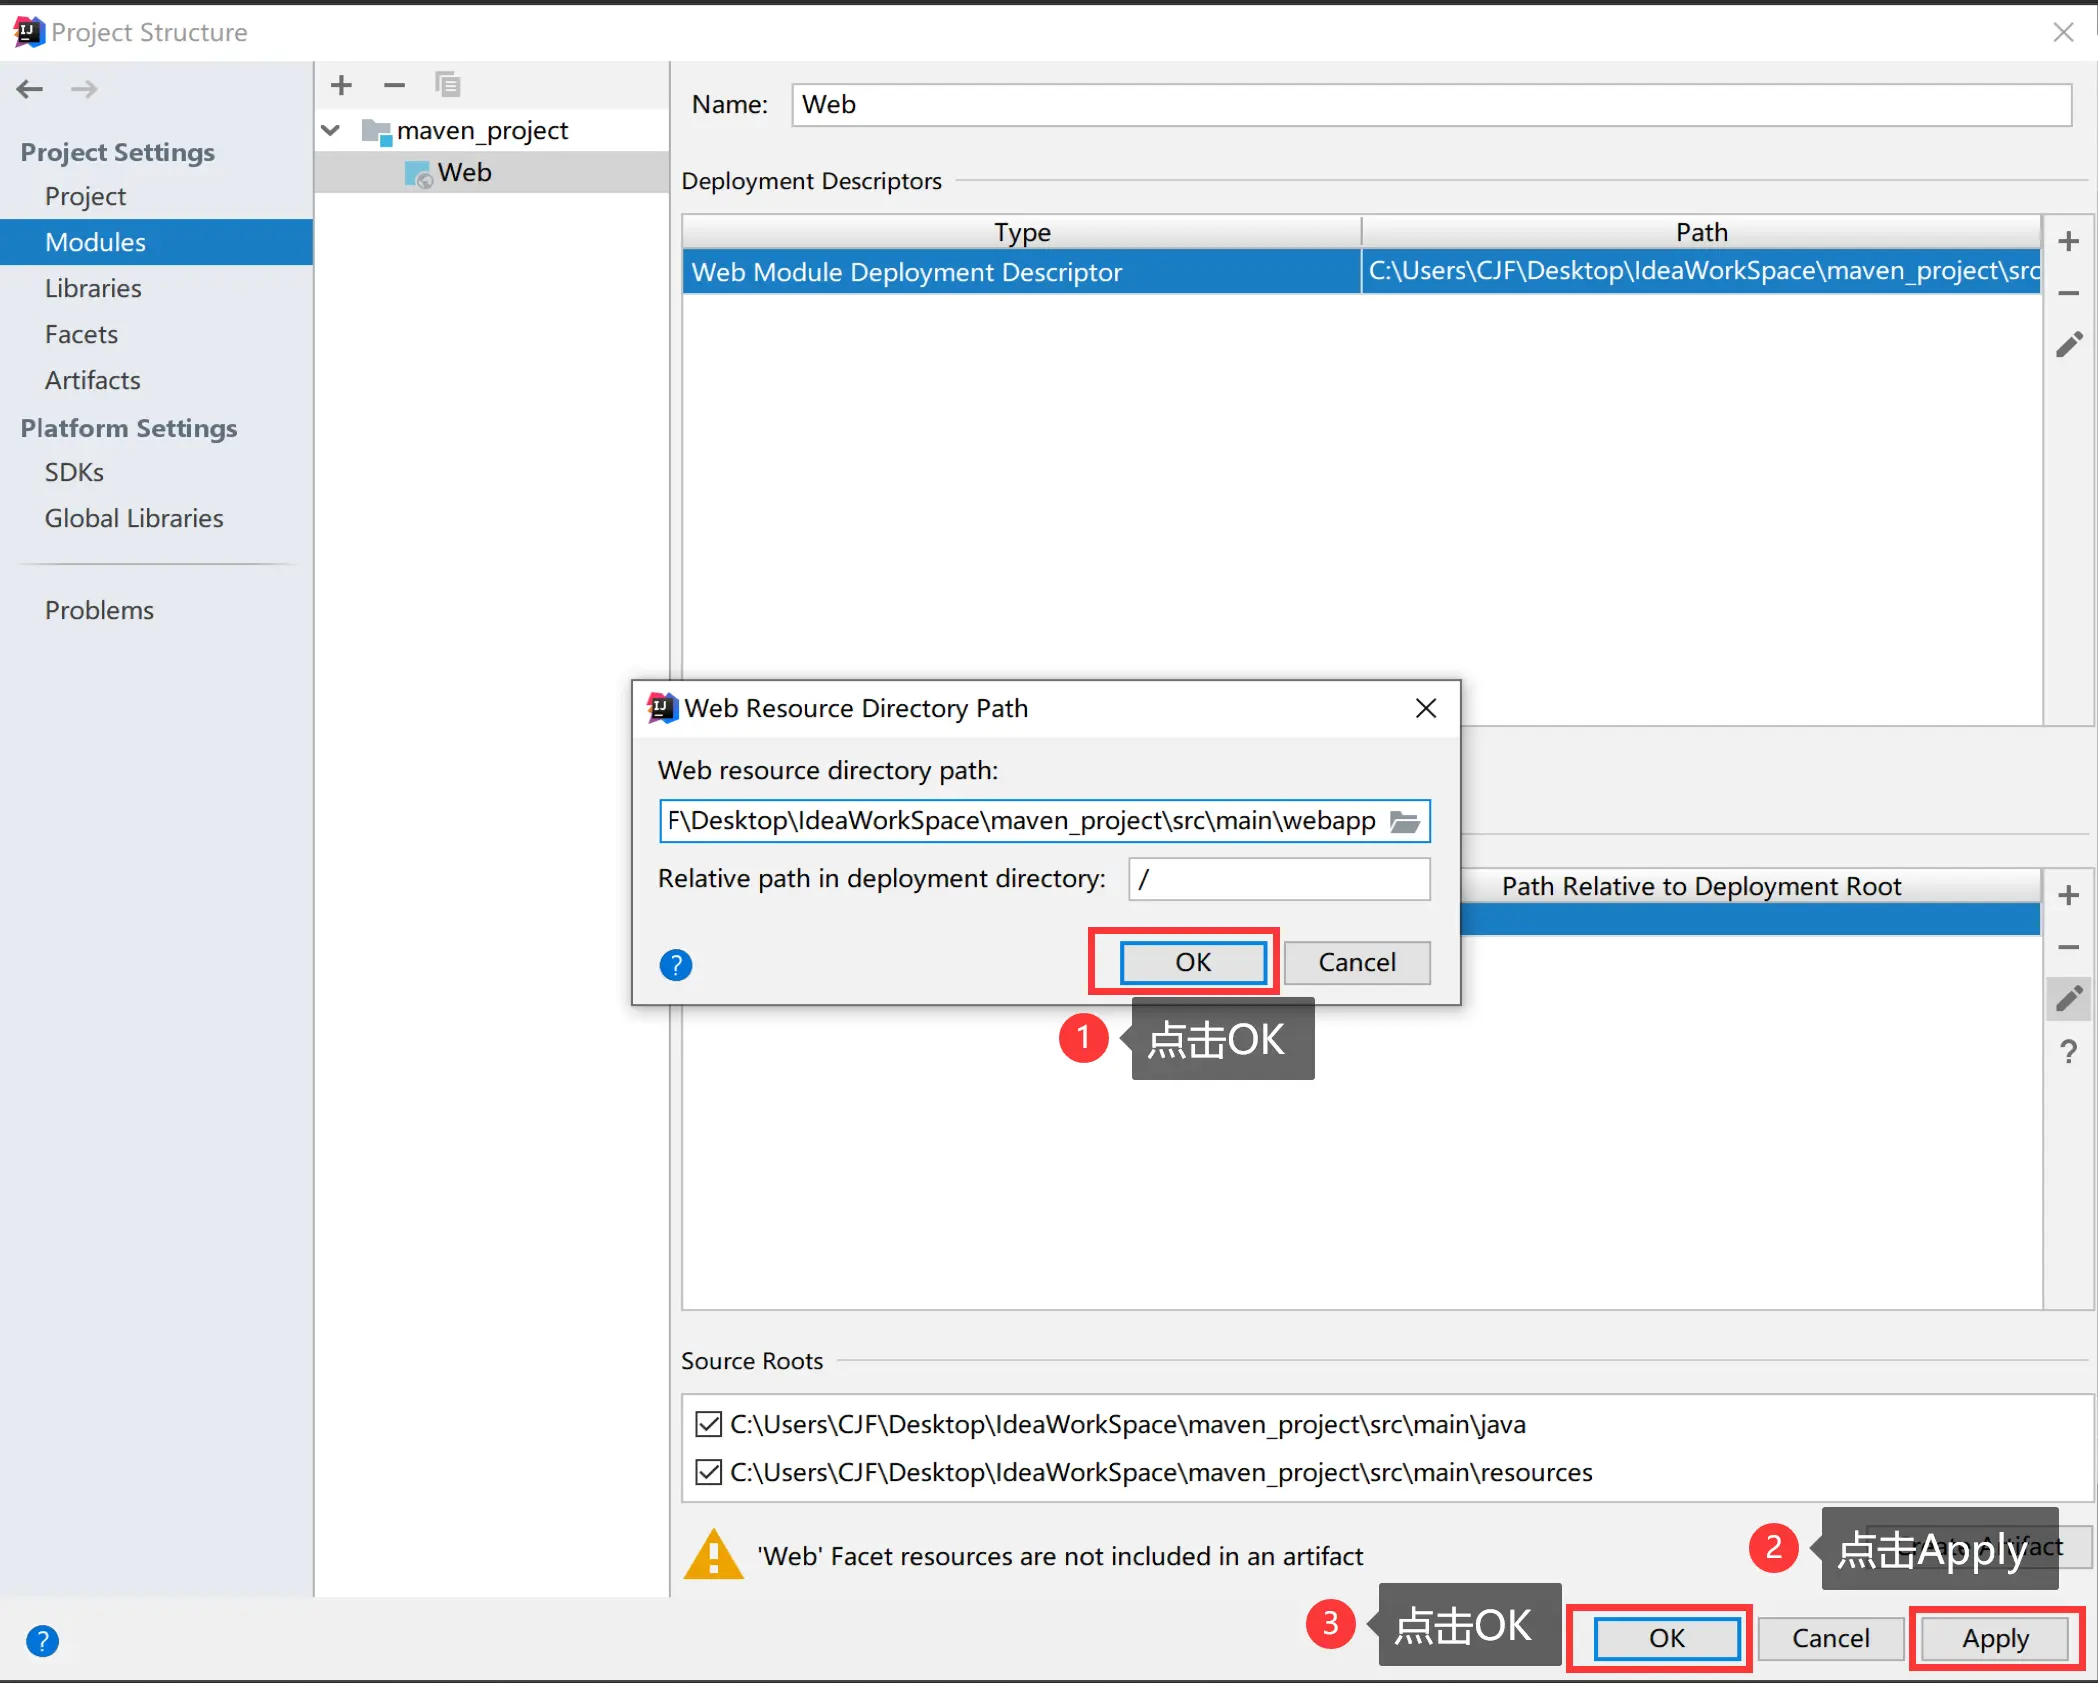 Project Structure
Project Settings
Project
Modules
Libraries
Facets
Artifacts
Platform Settings
SDKs
Global Libraries
Problems
maven_project
Web
Name: Web
Deployment Descriptors
Type Path
Web Module Deployment Descriptor C:\Users\CJF\Desktop\IdeaWorkSpace\maven_project\src
Web Resource Directory Path
Web resource directory path:
F\Desktop\IdeaWorkSpace\maven_project\src\main\webapp
Relative path in deployment directory: /
? OK Cancel
1 点击OK
Path Relative to Deployment Root
?
Source Roots
C:\Users\CJF\Desktop\IdeaWorkSpace\maven_project\src\main\java
C:\Users\CJF\Desktop\IdeaWorkSpace\maven_project\src\main\resources
'Web' Facet resources are not included in an artifact
2 点击Apply
3 点击OK
? OK Cancel Apply